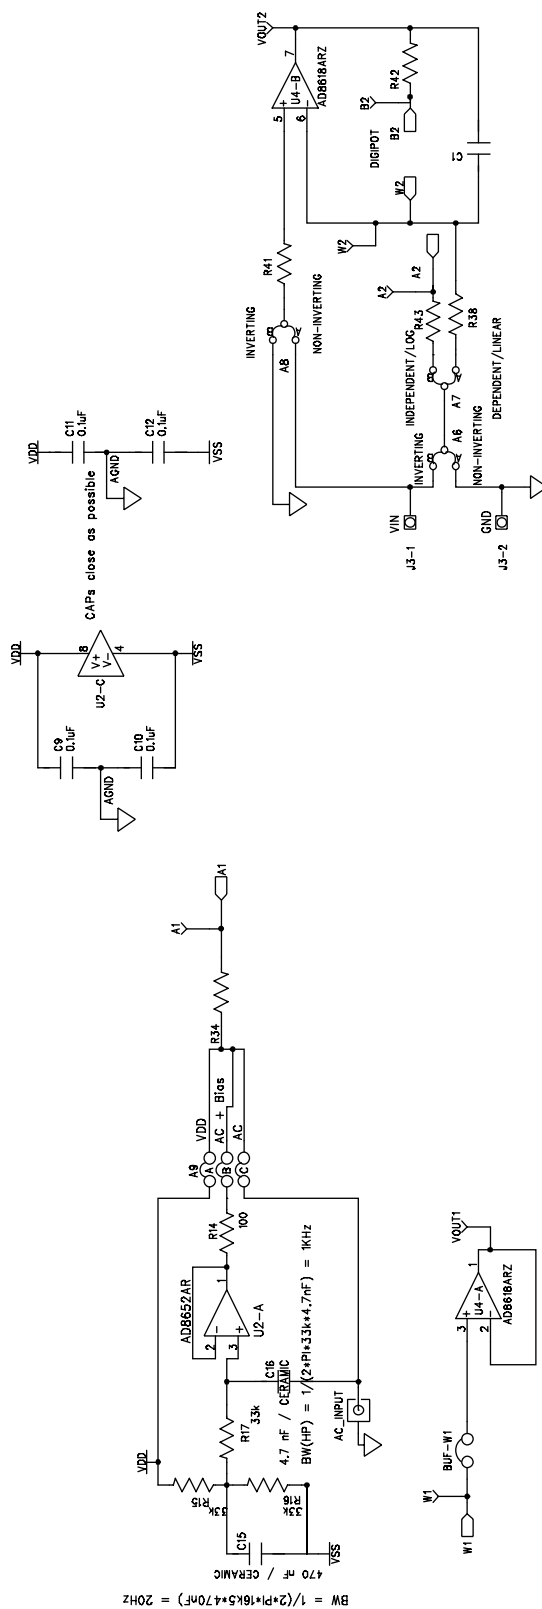 BW = 1/(2*PI*16k5*470nF) = 20Hz
470 nF / CERAMIC
C15
VSS
VDD
R15
33k
R16
33k
R17
33k
4.7 nF / CERAMIC
C16
BW(HP) = 1/(2*PI*33k*4.7nF) = 1KHz
AC_INPUT
AD8652AR
2
3
1
-
+
U2-A
R14
100
A9
A
B
C
VDD
AC + Bias
AC
R34
A1
A1
W1
W1
BUF-W1
3
2
+
-
1
U4-A
AD8618ARZ
VOUT1
VDD
C9
0.1uF
AGND
C10
0.1uF
VSS
8
V+
V-
4
U2-C
CAPs close as possible
VDD
C11
0.1uF
AGND
C12
0.1uF
VSS
J3-1
VIN
J3-2
GND
INVERTING
B
A
A6
NON-INVERTING
INDEPENDENT/LOG
B
A
A7
DEPENDENT/LINEAR
R43
R38
A2
A2
INVERTING
B
A
A8
NON-INVERTING
R41
W2
W2
DIGIPOT
B2
B2
R42
C1
5
6
+
-
7
U4-B
AD8618ARZ
VOUT2